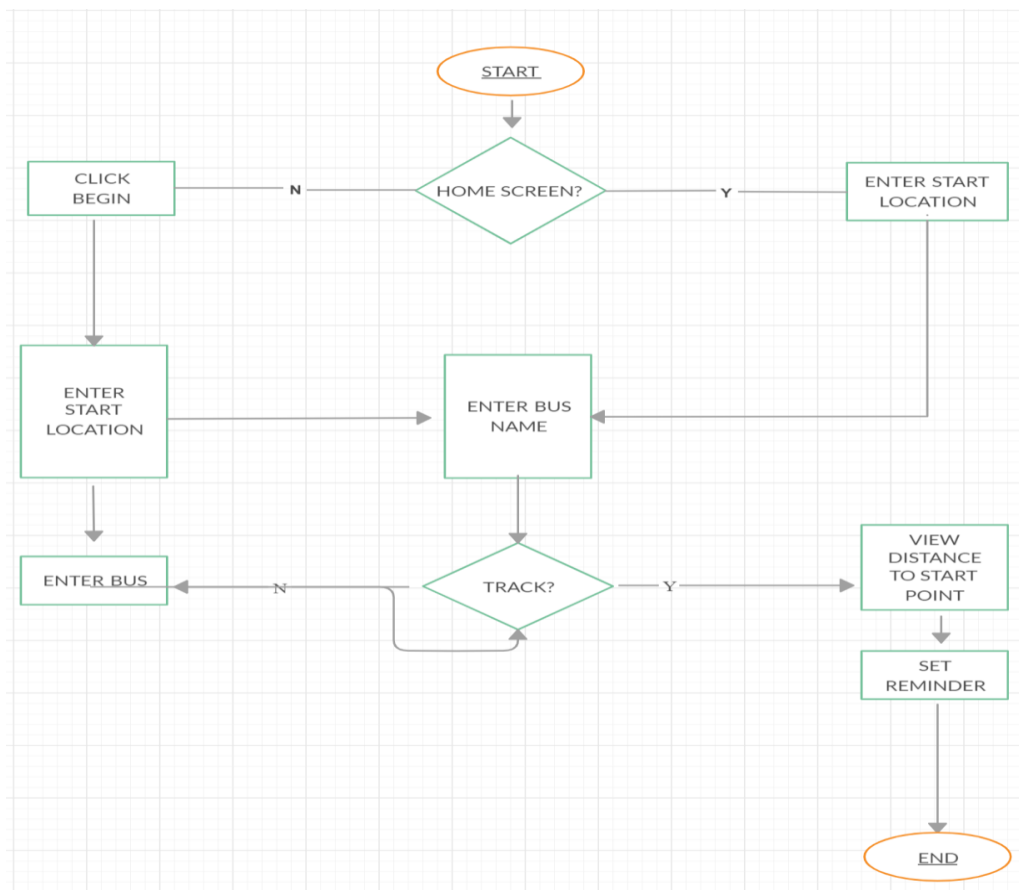 START
CLICK
BEGIN
N
HOME SCREEN?
Y
ENTER START
LOCATION
ENTER
START
LOCATION
ENTER BUS
NAME
ENTER BUS
N
TRACK?
Y
VIEW
DISTANCE
TO START
POINT
SET
REMINDER
END